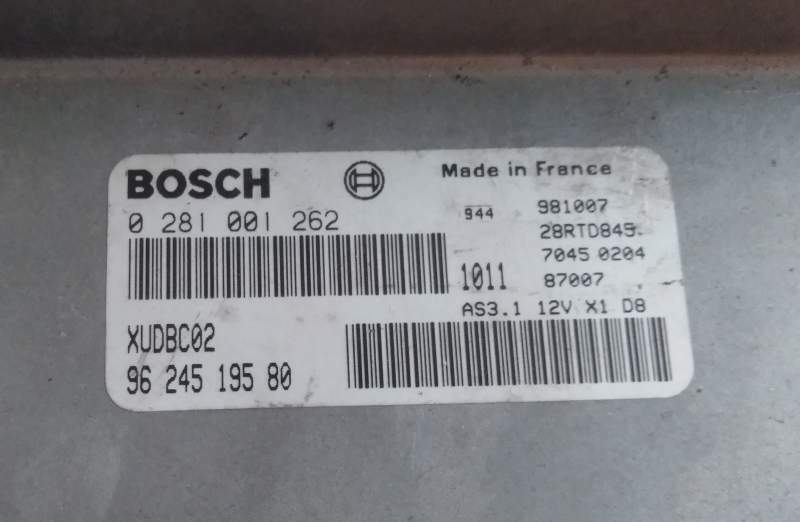 BOSCH
Made in France
0 281 001 262
944 981007
28RTD845.
7045 0204
1011 87007
AS3.1 12V X1 D8
XUDBC02
96 245 195 80